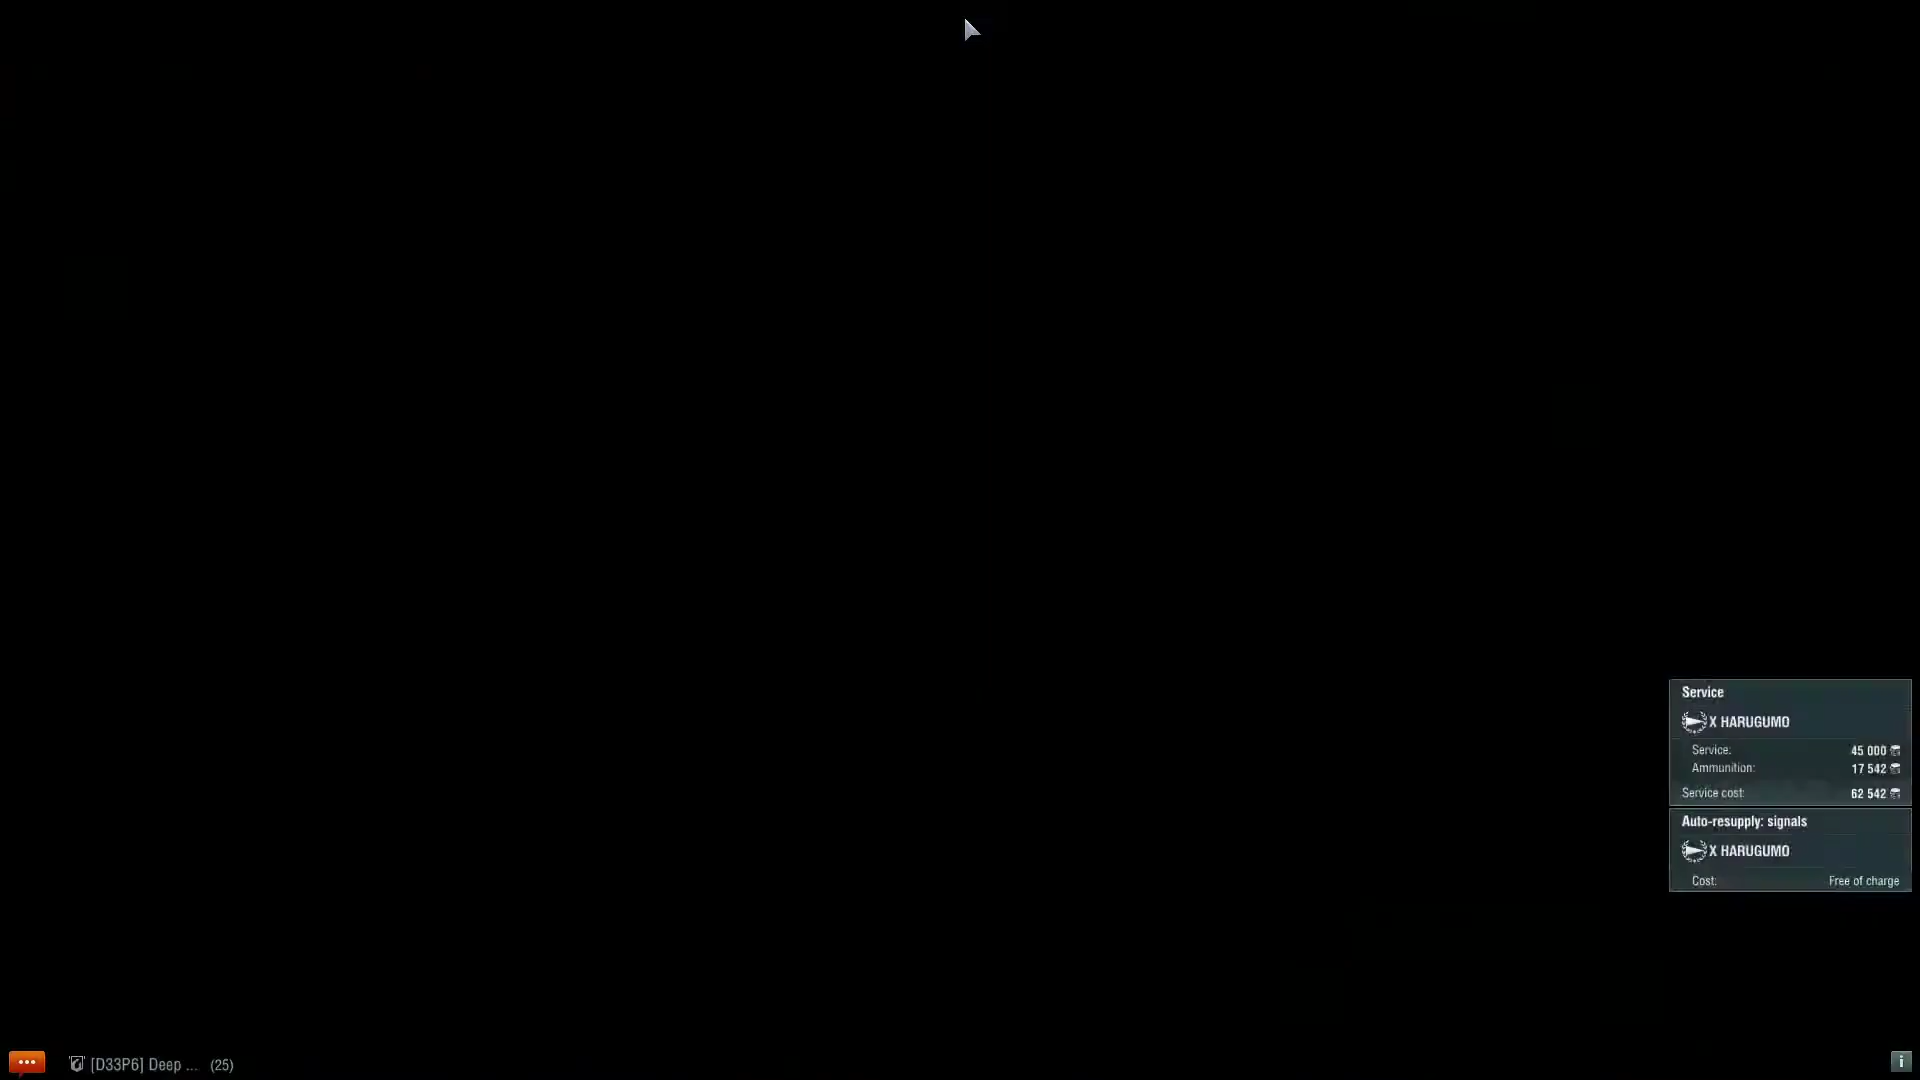 Service
X HARUGUMO
Service: 45 000
Ammunition: 17 542
Service cost: 62 542
Auto-resupply: signals
X HARUGUMO
Cost: Free of charge
[D33P6] Deep ... (25)
i